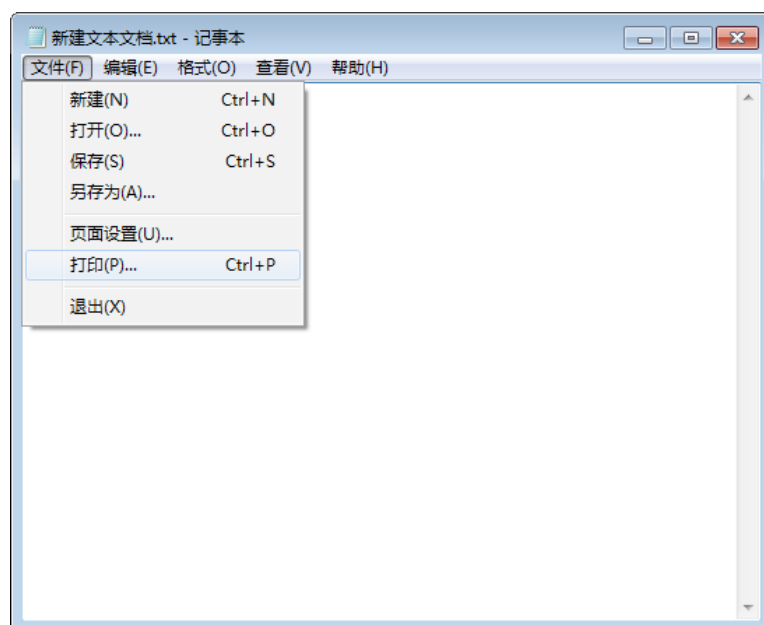 新建文本文档.txt - 记事本
文件(F) 编辑(E) 格式(O) 查看(V) 帮助(H)
新建(N) Ctrl+N
打开(O)... Ctrl+O
保存(S) Ctrl+S
另存为(A)...
页面设置(U)...
打印(P)... Ctrl+P
退出(X)